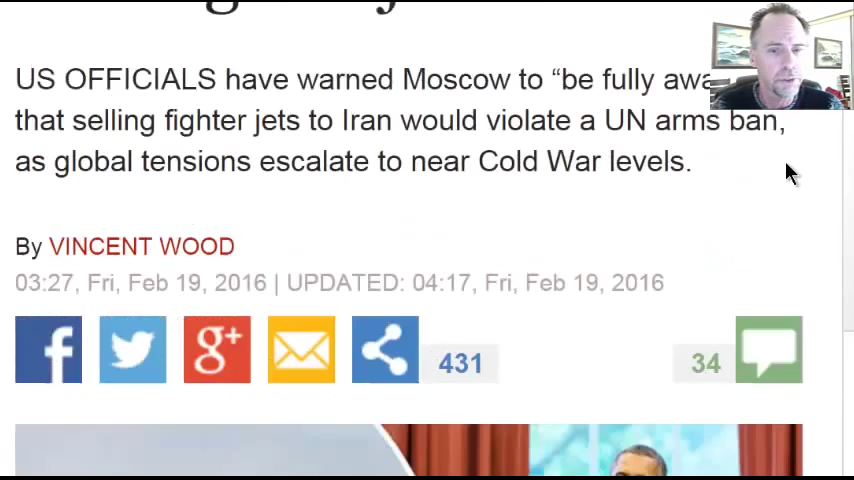 US OFFICIALS have warned Moscow to “be fully
that selling fighter jets to Iran would violate a UN arms ban,
as global tensions escalate to near Cold War levels.
By VINCENT WOOD
03:27, Fri, Feb 19, 2016 | UPDATED: 04:17, Fri, Feb 19, 2016
f g+ 431 34